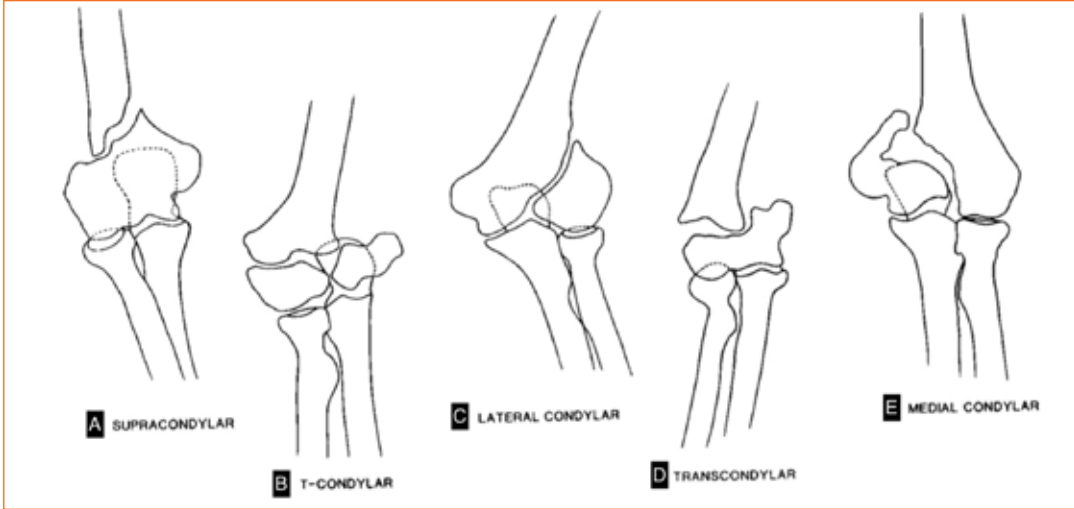 A SUPRACONDYLAR
B T-CONDYLAR
C LATERAL CONDYLAR
D TRANSCONDYLAR
E MEDIAL CONDYLAR